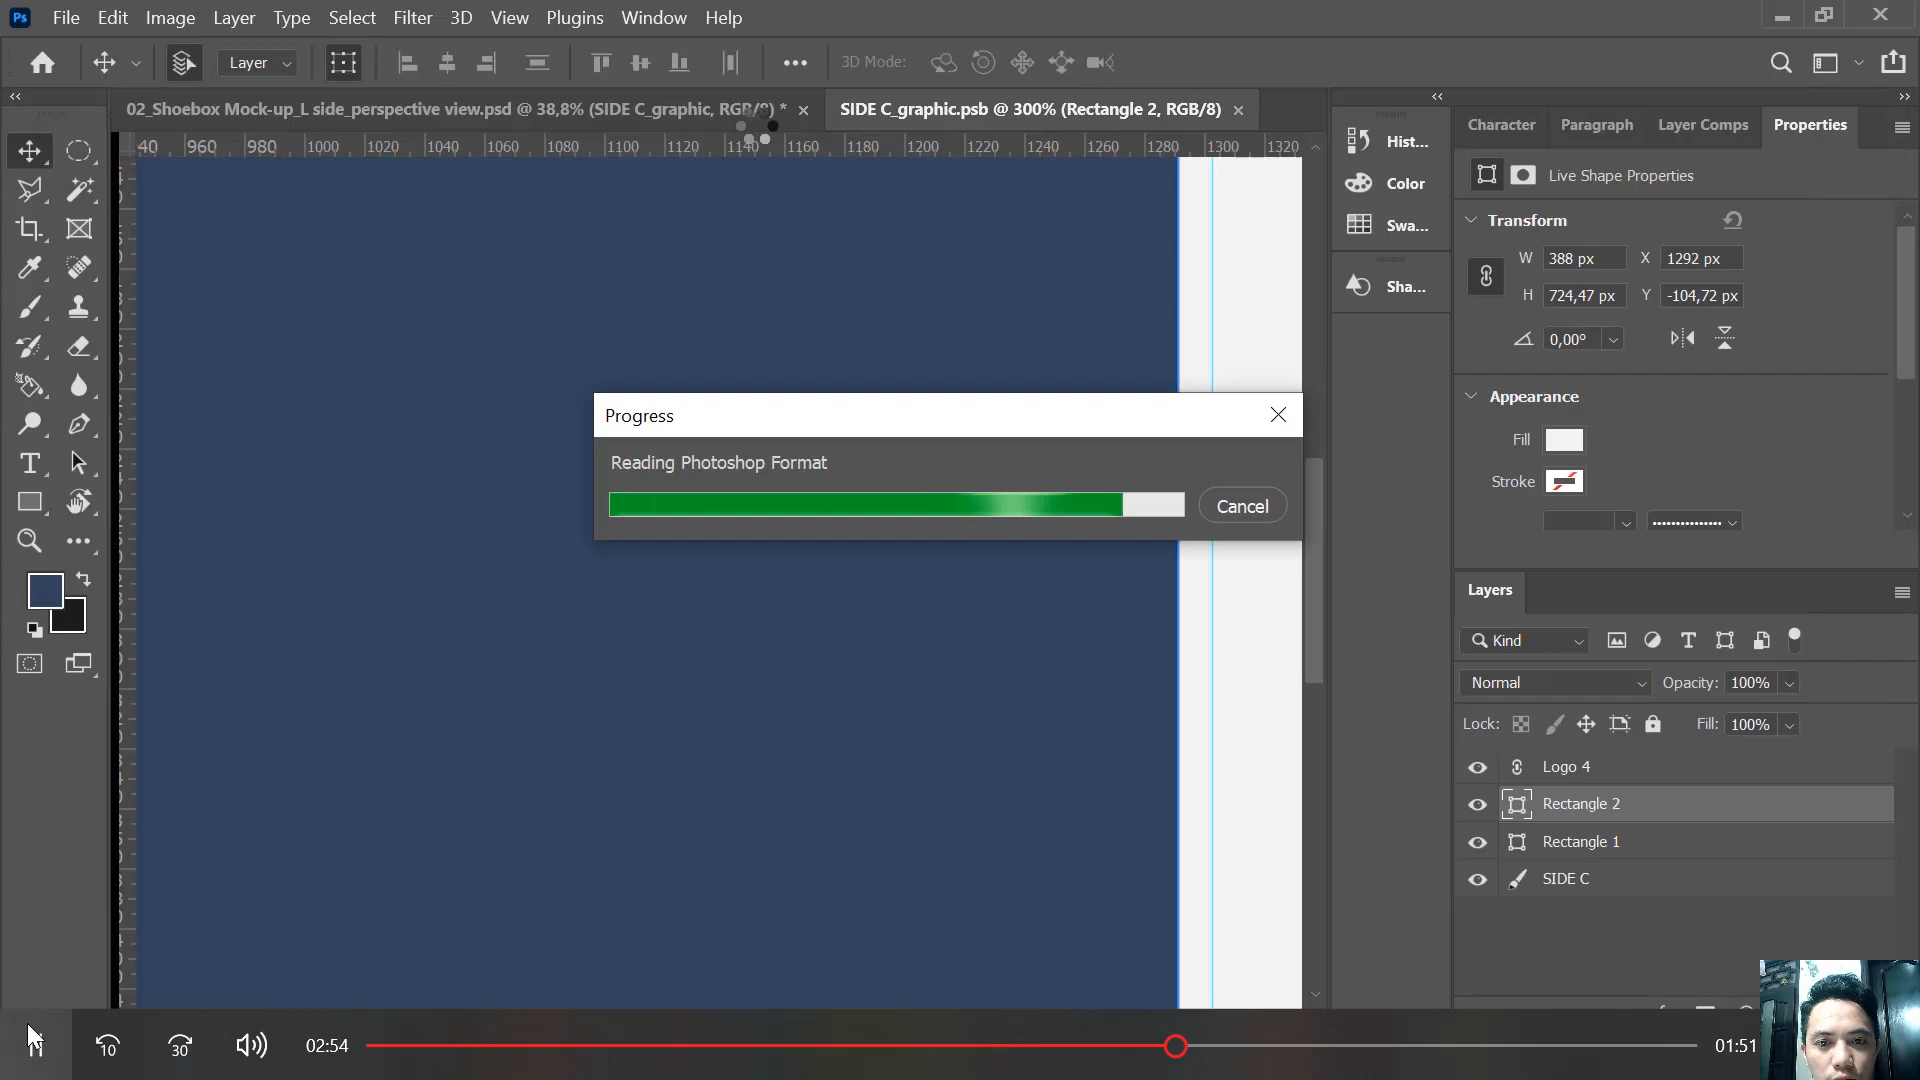 Ps File Edit Image Layer Type Select Filter 3D View Plugins Window Help
Layer 3D Mode:
02_Shoebox Mock-up_L side_perspective view.psd @ 38,8% (SIDE C_graphic, RGB/8) *
SIDE C_graphic.psb @ 300% (Rectangle 2, RGB/8)
40 960 980 1000 1020 1040 1060 1080 1100 1120 1140 1160 1180 1200 1220 1240 1260 1280 1300 1320
Hist...
Color
Swa...
Sha...
Character Paragraph Layer Comps Properties
Live Shape Properties
Transform
W 388 px X 1292 px
H 724,47 px Y -104,72 px
0,00°
Appearance
Fill
Stroke
Progress
Reading Photoshop Format
Cancel
Layers
Kind
Normal Opacity: 100%
Lock: Fill: 100%
Logo 4
Rectangle 2
Rectangle 1
SIDE C
10 30 02:54 01:51